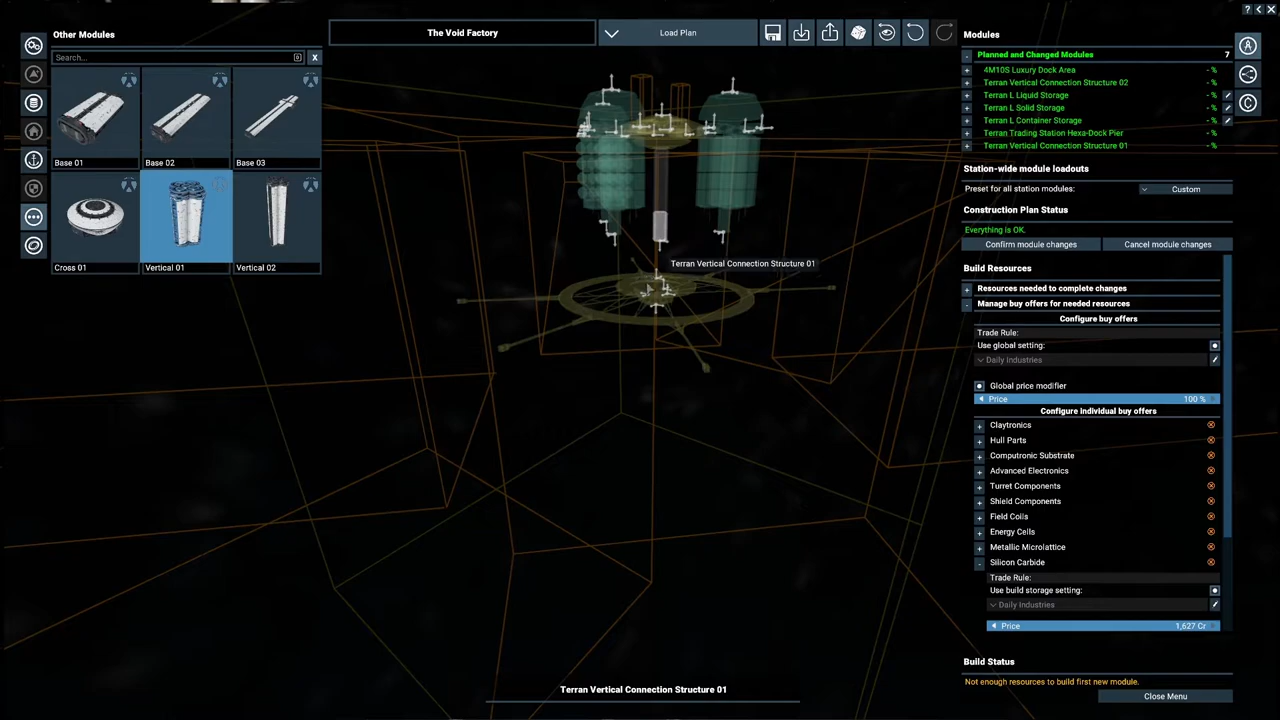 Other Modules
Search...
x
Base 01
Base 02
Base 03
Cross 01
Vertical 01
Vertical 02
The Void Factory
Load Plan
Terran Vertical Connection Structure 01
Terran Vertical Connection Structure 01
? < X
Modules
- Planned and Changed Modules 7
+ 4M10S Luxury Dock Area - %
+ Terran Vertical Connection Structure 02 - %
+ Terran L Liquid Storage - %
+ Terran L Solid Storage - %
+ Terran L Container Storage - %
+ Terran Trading Station Hexa-Dock Pier - %
+ Terran Vertical Connection Structure 01 - %
Station-wide module loadouts
Preset for all station modules: Custom
Construction Plan Status
Everything is OK.
Confirm module changes Cancel module changes
Build Resources
+ Resources needed to complete changes
- Manage buy offers for needed resources
Configure buy offers
Trade Rule:
Use global setting:
Daily Industries
Global price modifier
Price 100 %
Configure individual buy offers
+ Claytronics
+ Hull Parts
+ Computronic Substrate
+ Advanced Electronics
+ Turret Components
+ Shield Components
+ Field Coils
+ Energy Cells
+ Metallic Microlattice
- Silicon Carbide
Trade Rule:
Use build storage setting:
Daily Industries
Price 1,627 Cr
Build Status
Not enough resources to build first new module.
Close Menu